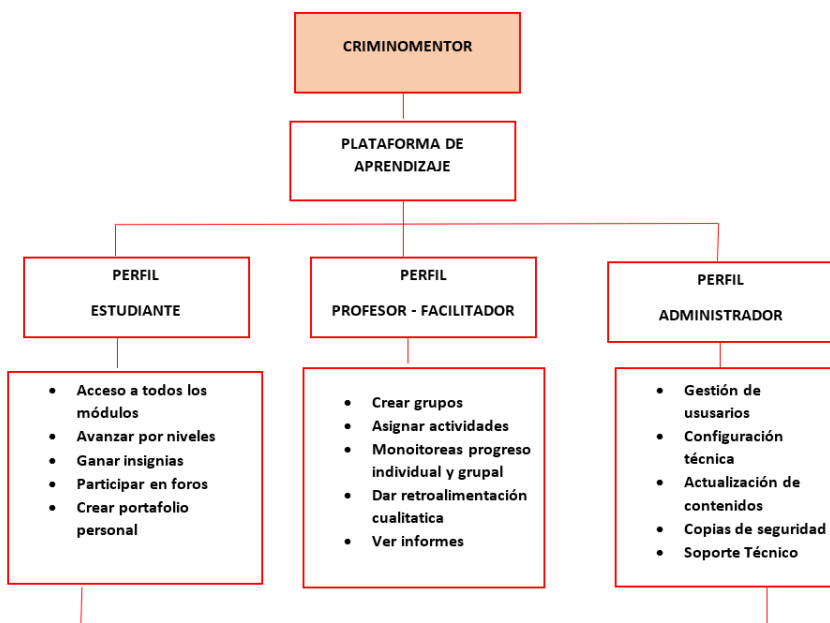 CRIMINOMENTOR
PLATAFORMA DE
APRENDIZAJE
PERFIL
ESTUDIANTE
PERFIL
PROFESOR - FACILITADOR
PERFIL
ADMINISTRADOR
• Acceso a todos los
módulos
• Avanzar por niveles
• Ganar insignias
• Participar en foros
• Crear portafolio
personal
• Crear grupos
• Asignar actividades
• Monoitoreas progreso
individual y grupal
• Dar retroalimentación
cualitatica
• Ver informes
• Gestión de
ususarios
• Configuración
técnica
• Actualización de
contenidos
• Copias de seguridad
• Soporte Técnico